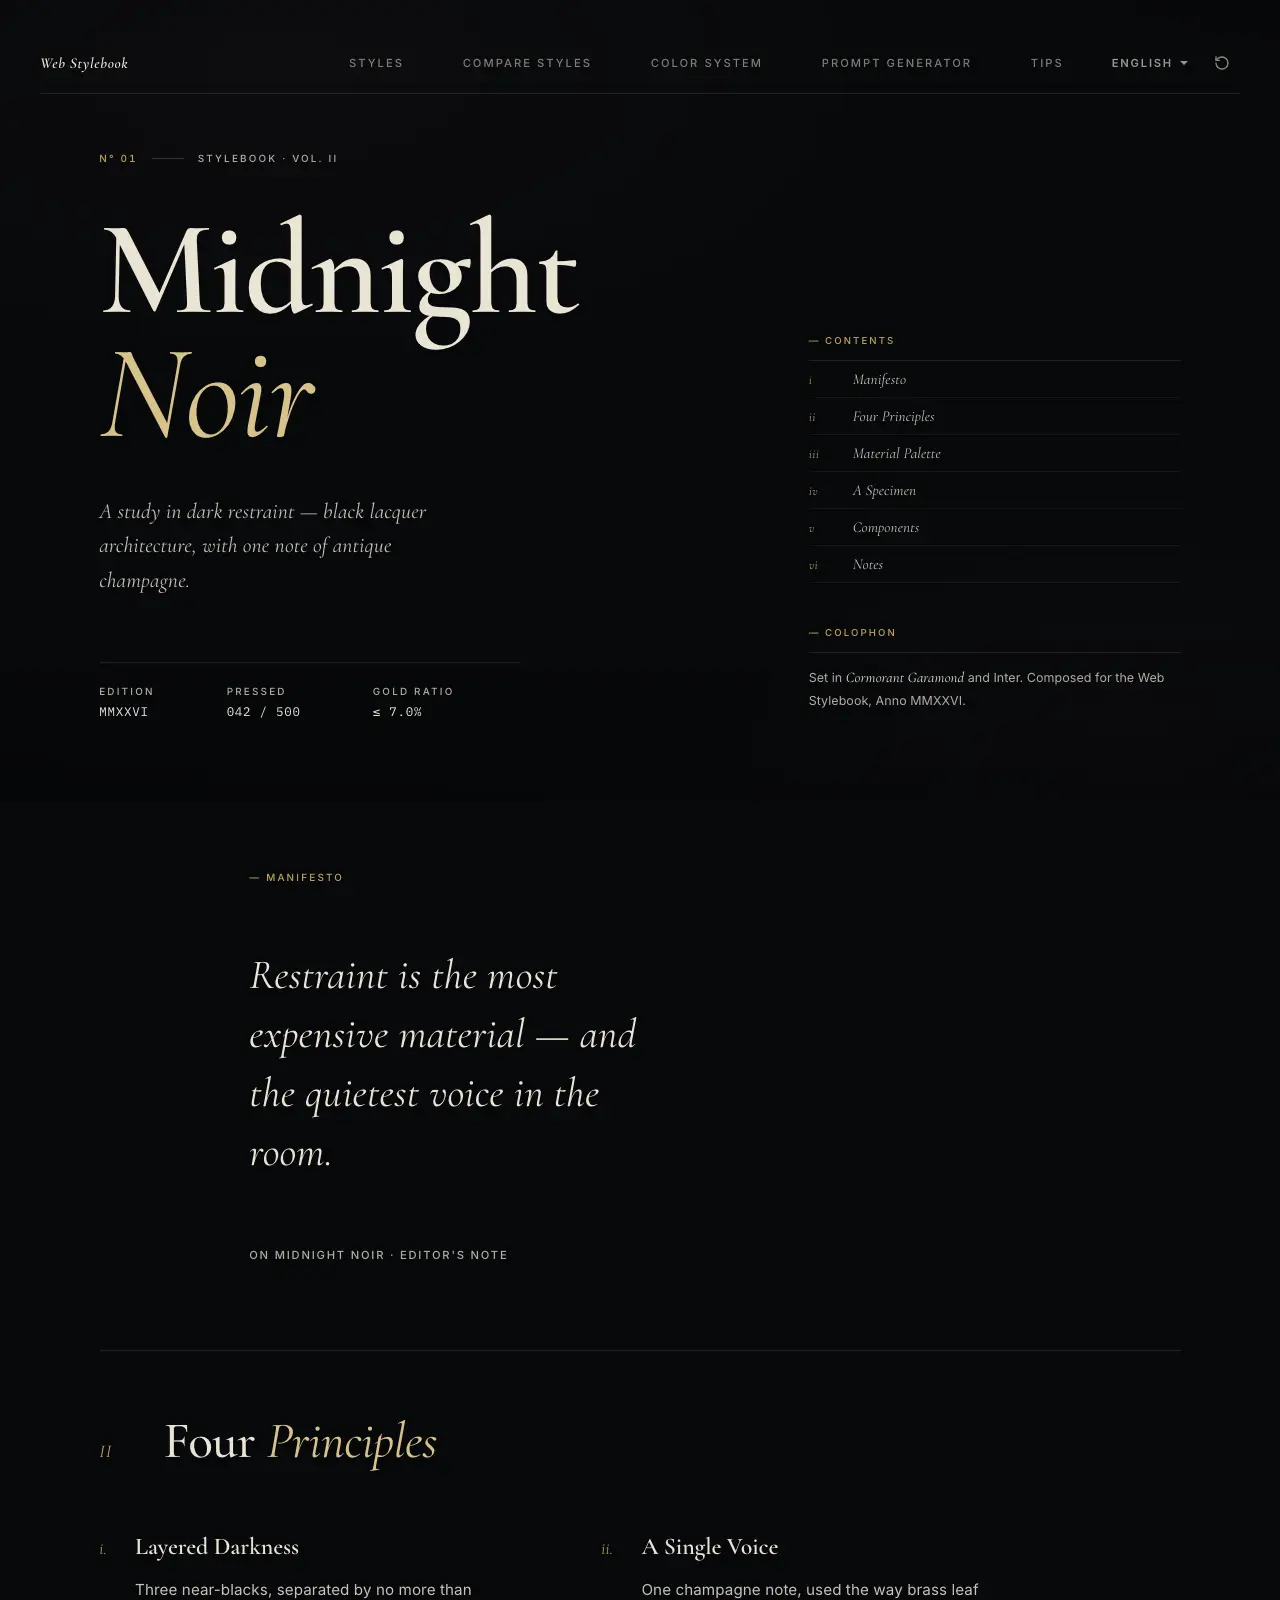 Web Stylebook
STYLES
COMPARE STYLES
COLOR SYSTEM
PROMPT GENERATOR
TIPS
ENGLISH
N° 01
STYLEBOOK · VOL. II
Midnight
Noir
A study in dark restraint — black lacquer
architecture, with one note of antique
champagne.
EDITION
MMXXVI
PRESSED
042 / 500
GOLD RATIO
≤ 7.0%
— CONTENTS
i Manifesto
ii Four Principles
iii Material Palette
iv A Specimen
v Components
vi Notes
— COLOPHON
Set in Cormorant Garamond and Inter. Composed for the Web
Stylebook, Anno MMXXVI.
— MANIFESTO
Restraint is the most
expensive material — and
the quietest voice in the
room.
ON MIDNIGHT NOIR · EDITOR'S NOTE
II Four Principles
i. Layered Darkness
Three near-blacks, separated by no more than
ii. A Single Voice
One champagne note, used the way brass leaf